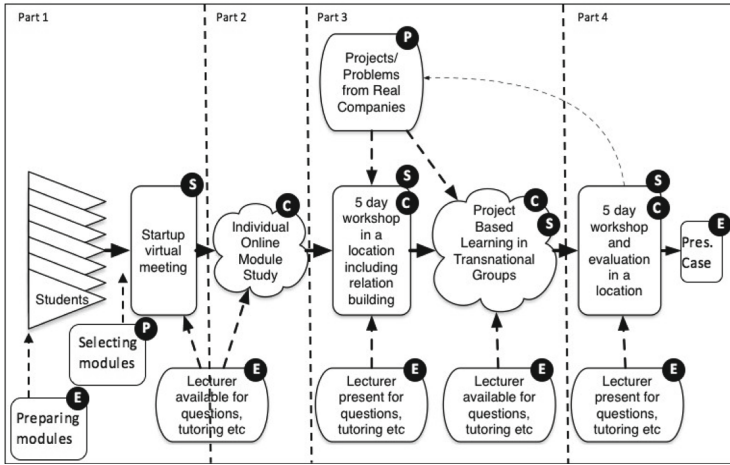 Part 1
Part 2
Part 3
Part 4
P
Projects/
Problems
from Real
Companies
Students
S
Startup
virtual
meeting
C
Individual
Online
Module
Study
S
C
5 day
workshop
in a
location
including
relation
building
C
S
Project
Based
Learning in
Transnational
Groups
S
C
5 day
workshop
and
evaluation
in a
location
E
Pres.
Case
P
Selecting
modules
E
Preparing
modules
E
Lecturer
available for
questions,
tutoring etc
E
Lecturer
present for
questions,
tutoring etc
E
Lecturer
available for
questions,
tutoring etc
E
Lecturer
present for
questions,
tutoring etc